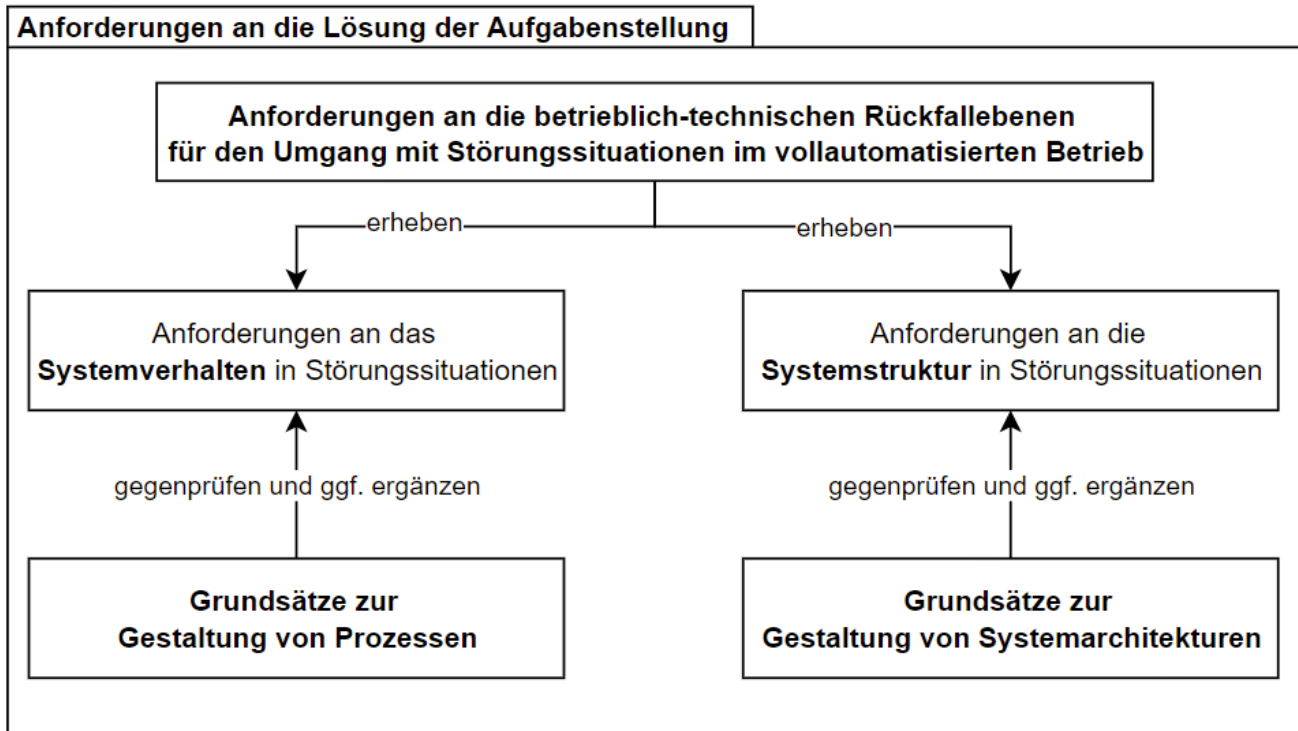 Anforderungen an die Lösung der Aufgabenstellung
Anforderungen an die betrieblich-technischen Rückfallebenen
für den Umgang mit Störungssituationen im vollautomatisierten Betrieb
erheben
erheben
Anforderungen an das
Systemverhalten in Störungssituationen
Anforderungen an die
Systemstruktur in Störungssituationen
gegenprüfen und ggf. ergänzen
gegenprüfen und ggf. ergänzen
Grundsätze zur
Gestaltung von Prozessen
Grundsätze zur
Gestaltung von Systemarchitekturen